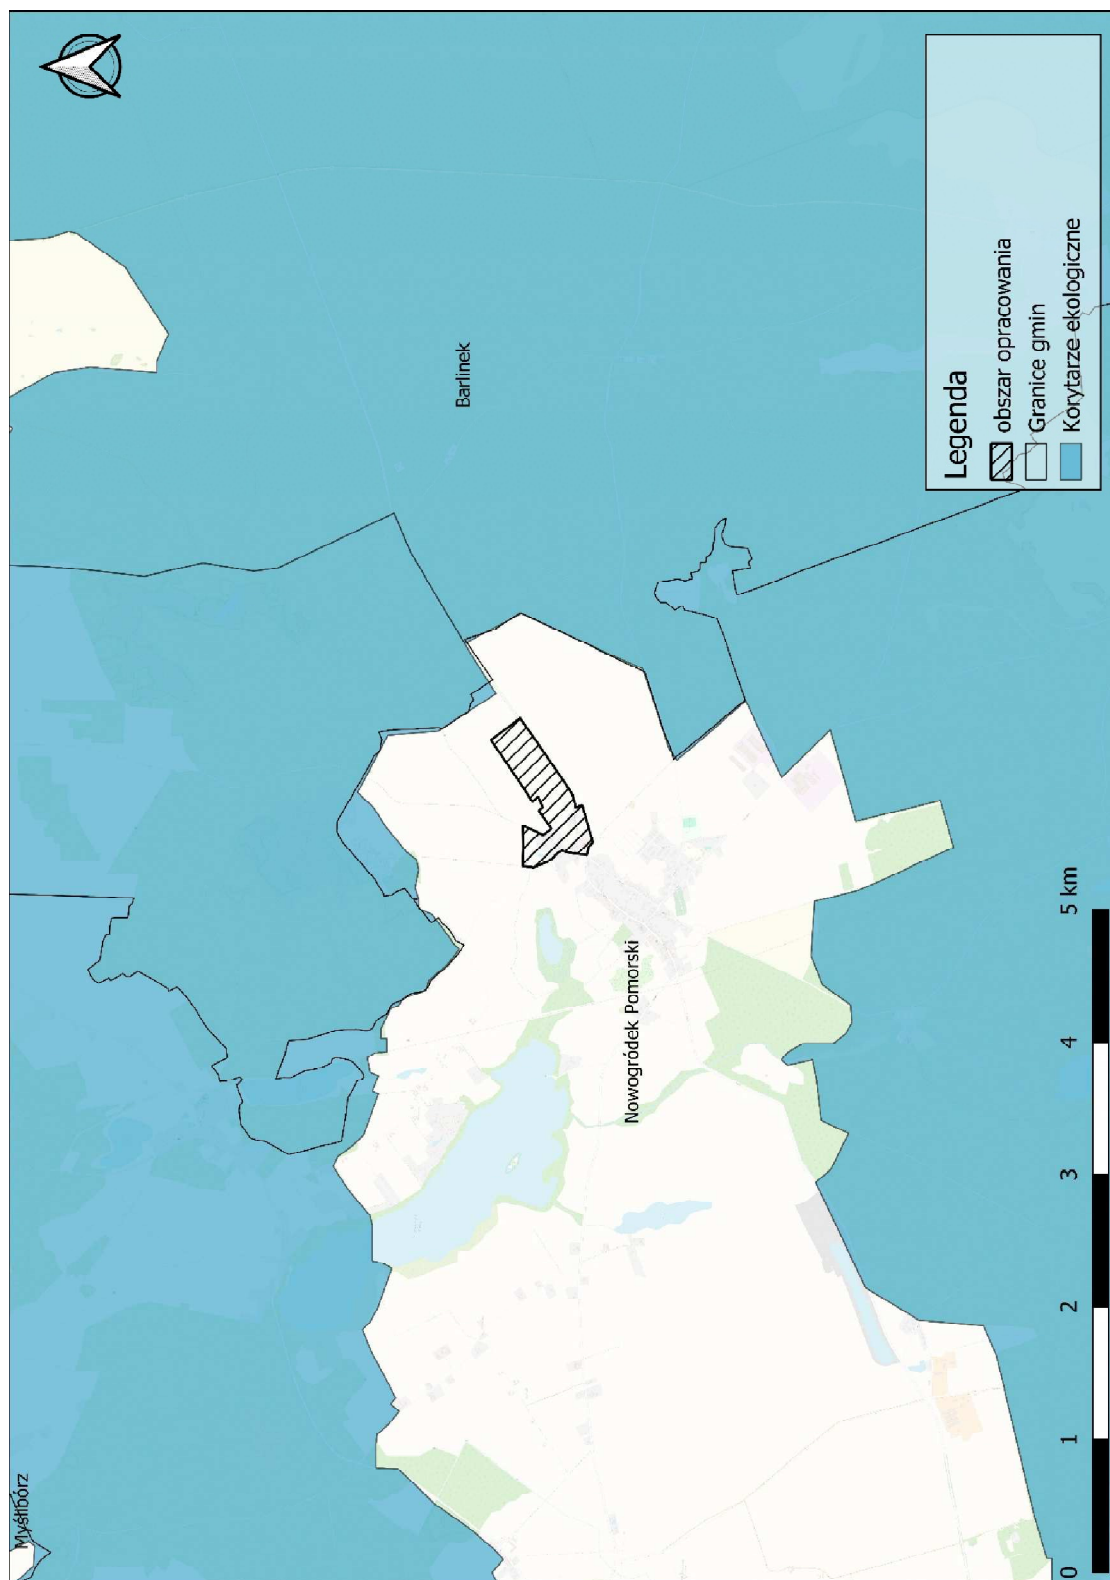 Myślibórz
Barlinek
Nowogródek Pomorski
Legenda
obszar opracowania
Granice gmin
Korytarze ekologiczne
0 1 2 3 4 5 km